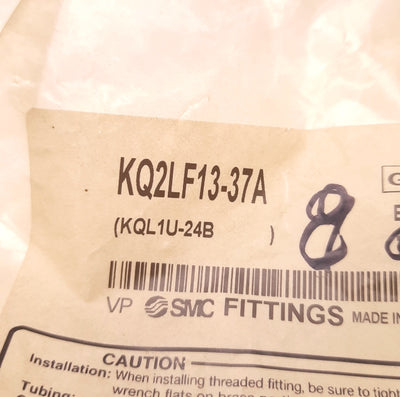 KQ2LF13-37A
(KQL1U-24B )
8
VP SMC FITTINGS MADE IN
CAUTION
Installation: When installing threaded fitting, be sure to tight
wrench flats on brass
Tubing: